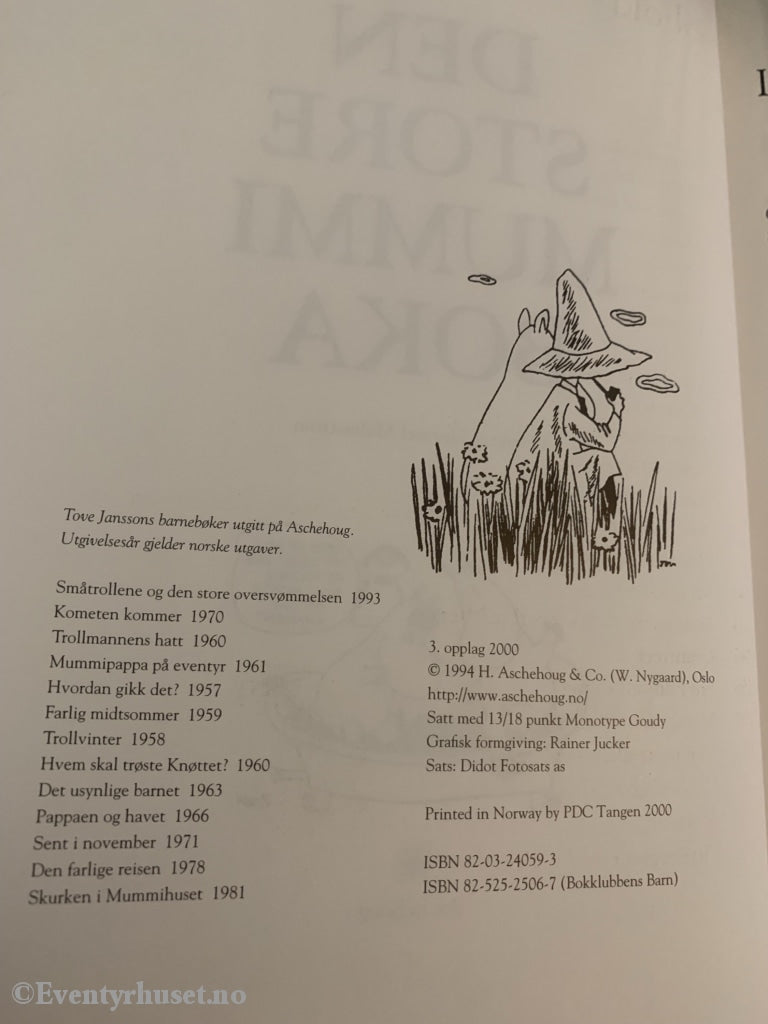 DEN
STORE
MUMMI
OKA
Tove Janssons barnebøker utgitt på Aschehoug.
Utgivelsesår gjelder norske utgaver.
Småtrollene og den store oversvømmelsen 1993
Kometen kommer 1970
Trollmannens hatt 1960
Mummipappa på eventyr 1961
Hvordan gikk det? 1957
Farlig midtsommer 1959
Trollvinter 1958
Hvem skal trøste Knøttet? 1960
Det usynlige barnet 1963
Pappaen og havet 1966
Sent i november 1971
Den farlige reisen 1978
Skurken i Mummihuset 1981
3. opplag 2000
© 1994 H. Aschehoug & Co. (W. Nygaard), Oslo
http://www.aschehoug.no/
Satt med 13/18 punkt Monotype Goudy
Grafisk formgiving: Rainer Jucker
Sats: Didot Fotosats as
Printed in Norway by PDC Tangen 2000
ISBN 82-03-24059-3
ISBN 82-525-2506-7 (Bokklubbens Barn)
©Eventyrhuset.no